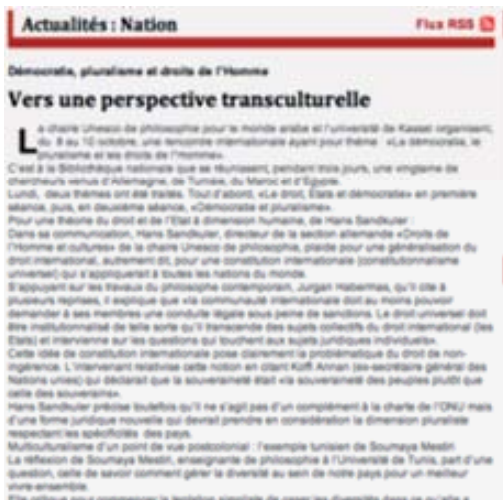 Actualités : Nation
Flux RSS
Démocratie, pluralisme et droits de l'Homme
Vers une perspective transculturelle
La chaire Unesco de philosophie pour le monde arabe et l'université de Kassel organisent,
du 8 au 10 octobre, une rencontre internationale ayant pour thème : «La démocratie, le
pluralisme et les droits de l'homme».
C'est à la Bibliothèque nationale que se réunissent, pendant trois jours, une vingtaine de
chercheurs venus d'Allemagne, de Tunisie, du Maroc et d'Egypte.
Lundi, deux thèmes ont été traités. Tout d'abord, «Le droit, Etats et démocratie» en première
séance, puis, en deuxième séance, «Démocratie et pluralisme».
Pour une théorie du droit et de l'Etat à dimension humaine, de Hans Sandkuler :
Dans sa communication, Hans Sandkuler, directeur de la section allemande «Droits de
l'Homme et cultures» de la chaire Unesco de philosophie, plaide pour une généralisation du
droit international, autrement dit, pour une constitution internationale (constitutionnalisme
universel) qui s'appliquerait à toutes les nations du monde.
S'appuyant sur les travaux du philosophe contemporain, Jurgan Habermas, qu'il cite à
plusieurs reprises, il explique que «la communauté internationale doit au moins pouvoir
demander à ses membres une conduite légale sous peine de sanctions. Le droit universel doit
être institutionnalisé de telle sorte qu'il transcende des sujets collectifs du droit international (les
Etats) et intervienne sur les questions qui touchent aux sujets juridiques individuels».
Cette idée de constitution internationale pose clairement la problématique du droit de non-
ingérence. L'intervenant relativise cette notion en citant Koffi Annan (ex-secrétaire général des
Nations unies) qui déclarait que la souveraineté était «la souveraineté des peuples plutôt que
celle des souverains».
Hans Sandkuler précise toutefois qu'il ne s'agit pas d'un complément à la charte de l'ONU mais
d'une forme juridique nouvelle qui devrait prendre en considération la dimension pluraliste
respectant les spécificités des pays.
Multiculturalisme d'un point de vue postcolonial : l'exemple tunisien de Soumaya Mestiri
La réflexion de Soumaya Mestiri, enseignante de philosophie à l'Université de Tunis, part d'une
question, celle de savoir comment gérer la diversité au sein de notre pays pour un meilleur
vivre-ensemble.